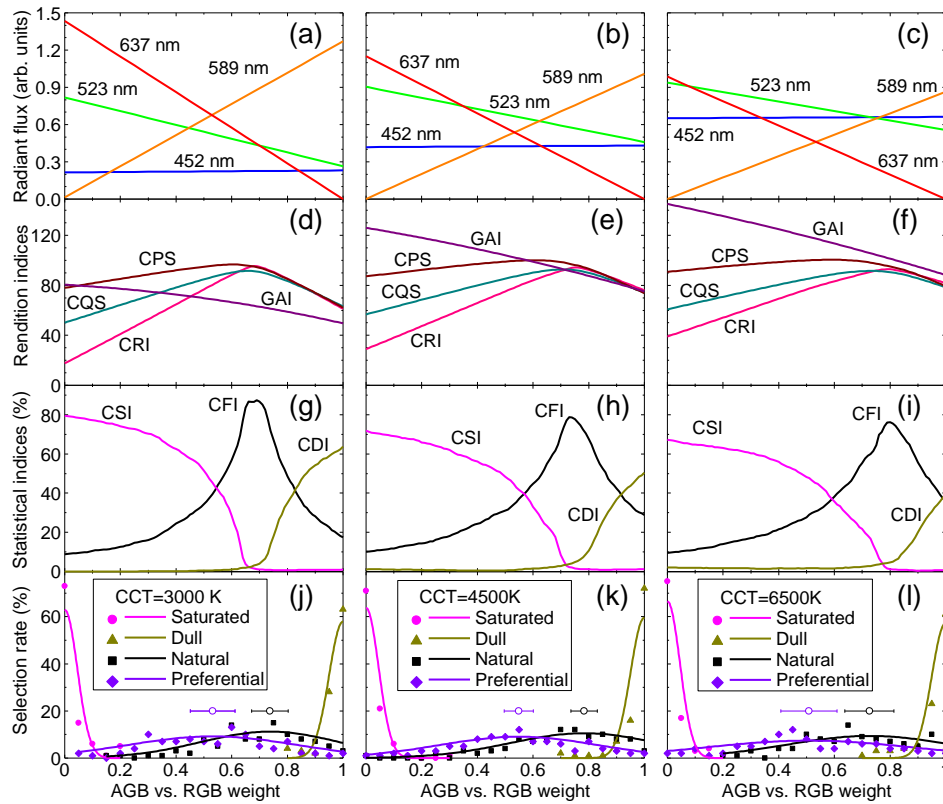 Radiant flux (arb. units)
1.5
1.2
0.9
0.6
0.3
0.0
(a)
637 nm
589 nm
523 nm
452 nm
(b)
637 nm
589 nm
523 nm
452 nm
(c)
523 nm
589 nm
452 nm
637 nm
Rendition indices
120
80
40
0
(d)
CPS
CQS
GAI
CRI
(e)
GAI
CPS
CQS
CRI
(f)
GAI
CPS
CQS
CRI
Statistical indices (%)
80
60
40
20
0
(g)
CSI
CFI
CDI
(h)
CSI
CFI
CDI
(i)
CSI
CFI
CDI
Selection rate (%)
60
40
20
0
(j)
CCT=3000 K
Saturated
Dull
Natural
Preferential
(k)
CCT=4500K
Saturated
Dull
Natural
Preferential
(l)
CCT=6500K
Saturated
Dull
Natural
Preferential
0 0.2 0.4 0.6 0.8 1
0 0.2 0.4 0.6 0.8 1
0 0.2 0.4 0.6 0.8 1
AGB vs. RGB weight
AGB vs. RGB weight
AGB vs. RGB weight